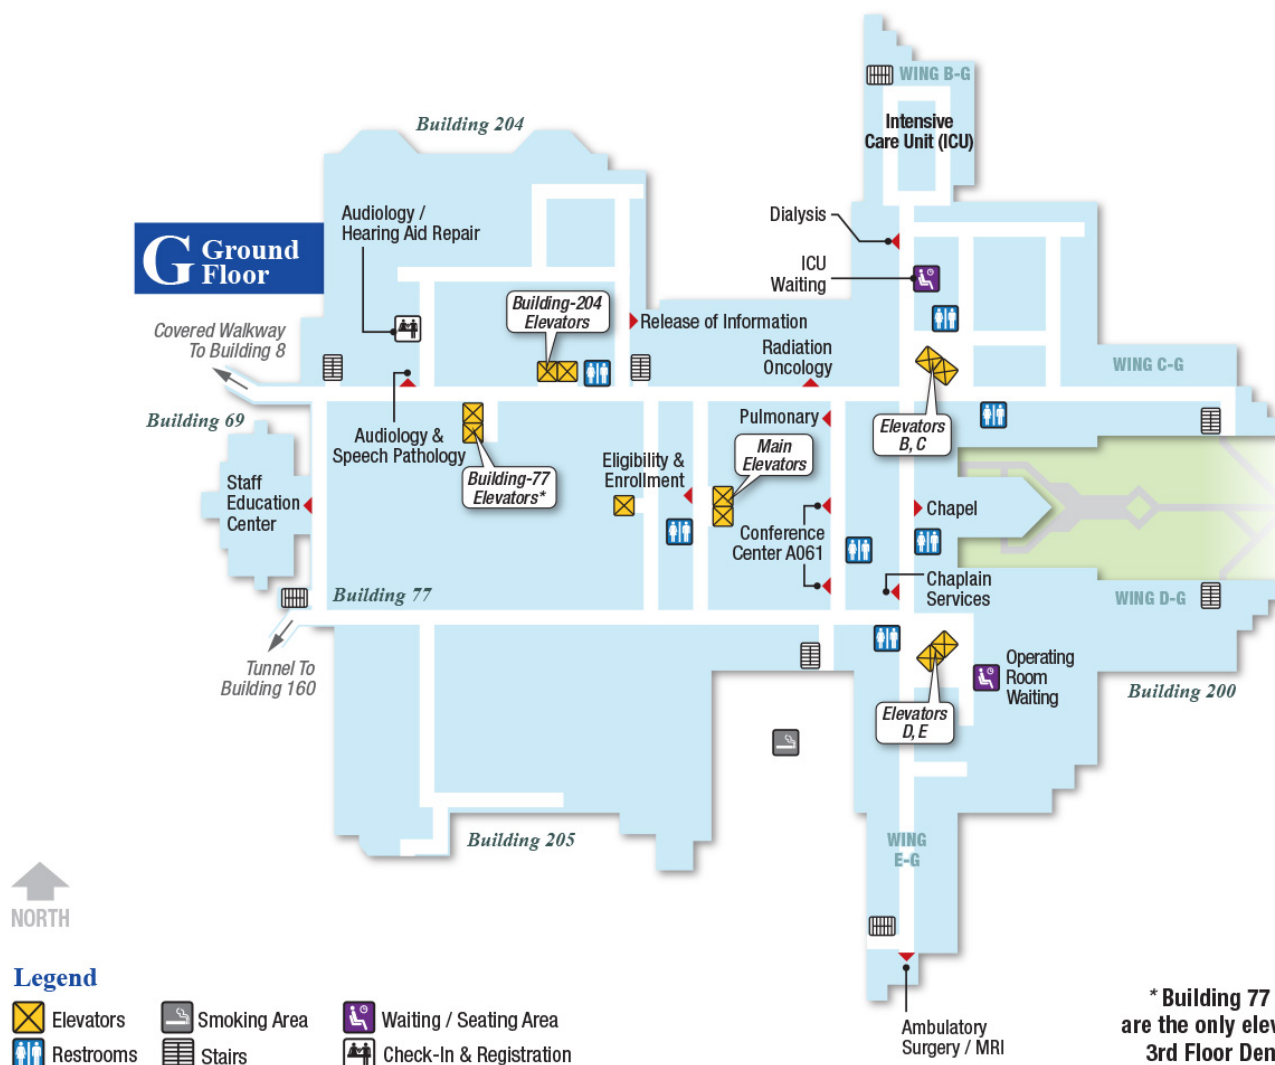 WING B-G
Intensive
Care Unit (ICU)
Building 204
G Ground
Floor
Audiology /
Hearing Aid Repair
Dialysis
ICU
Waiting
Building-204
Elevators
Release of Information
Covered Walkway
To Building 8
Radiation
Oncology
WING C-G
Building 69
Audiology &
Speech Pathology
Pulmonary
Elevators
B, C
Main
Elevators
Eligibility &
Enrollment
Building-77
Elevators*
Staff
Education
Center
Chapel
Conference
Center A061
Chaplain
Services
Building 77
WING D-G
Tunnel To
Building 160
Operating
Room
Waiting
Building 200
Elevators
D, E
Building 205
WING
E-G
NORTH
Legend
Elevators
Smoking Area
Waiting / Seating Area
Restrooms
Stairs
Check-In & Registration
Ambulatory
Surgery / MRI
* Building 77
are the only elev
3rd Floor Den